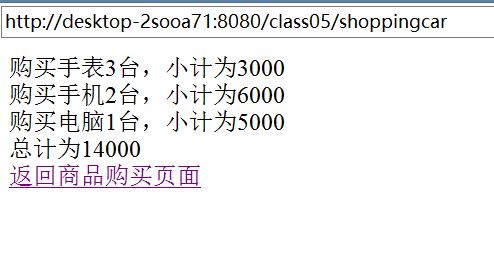 http://desktop-2sooa71:8080/class05/shoppingcar
购买手表3台，小计为3000
购买手机2台，小计为6000
购买电脑1台，小计为5000
总计为14000
返回商品购买页面